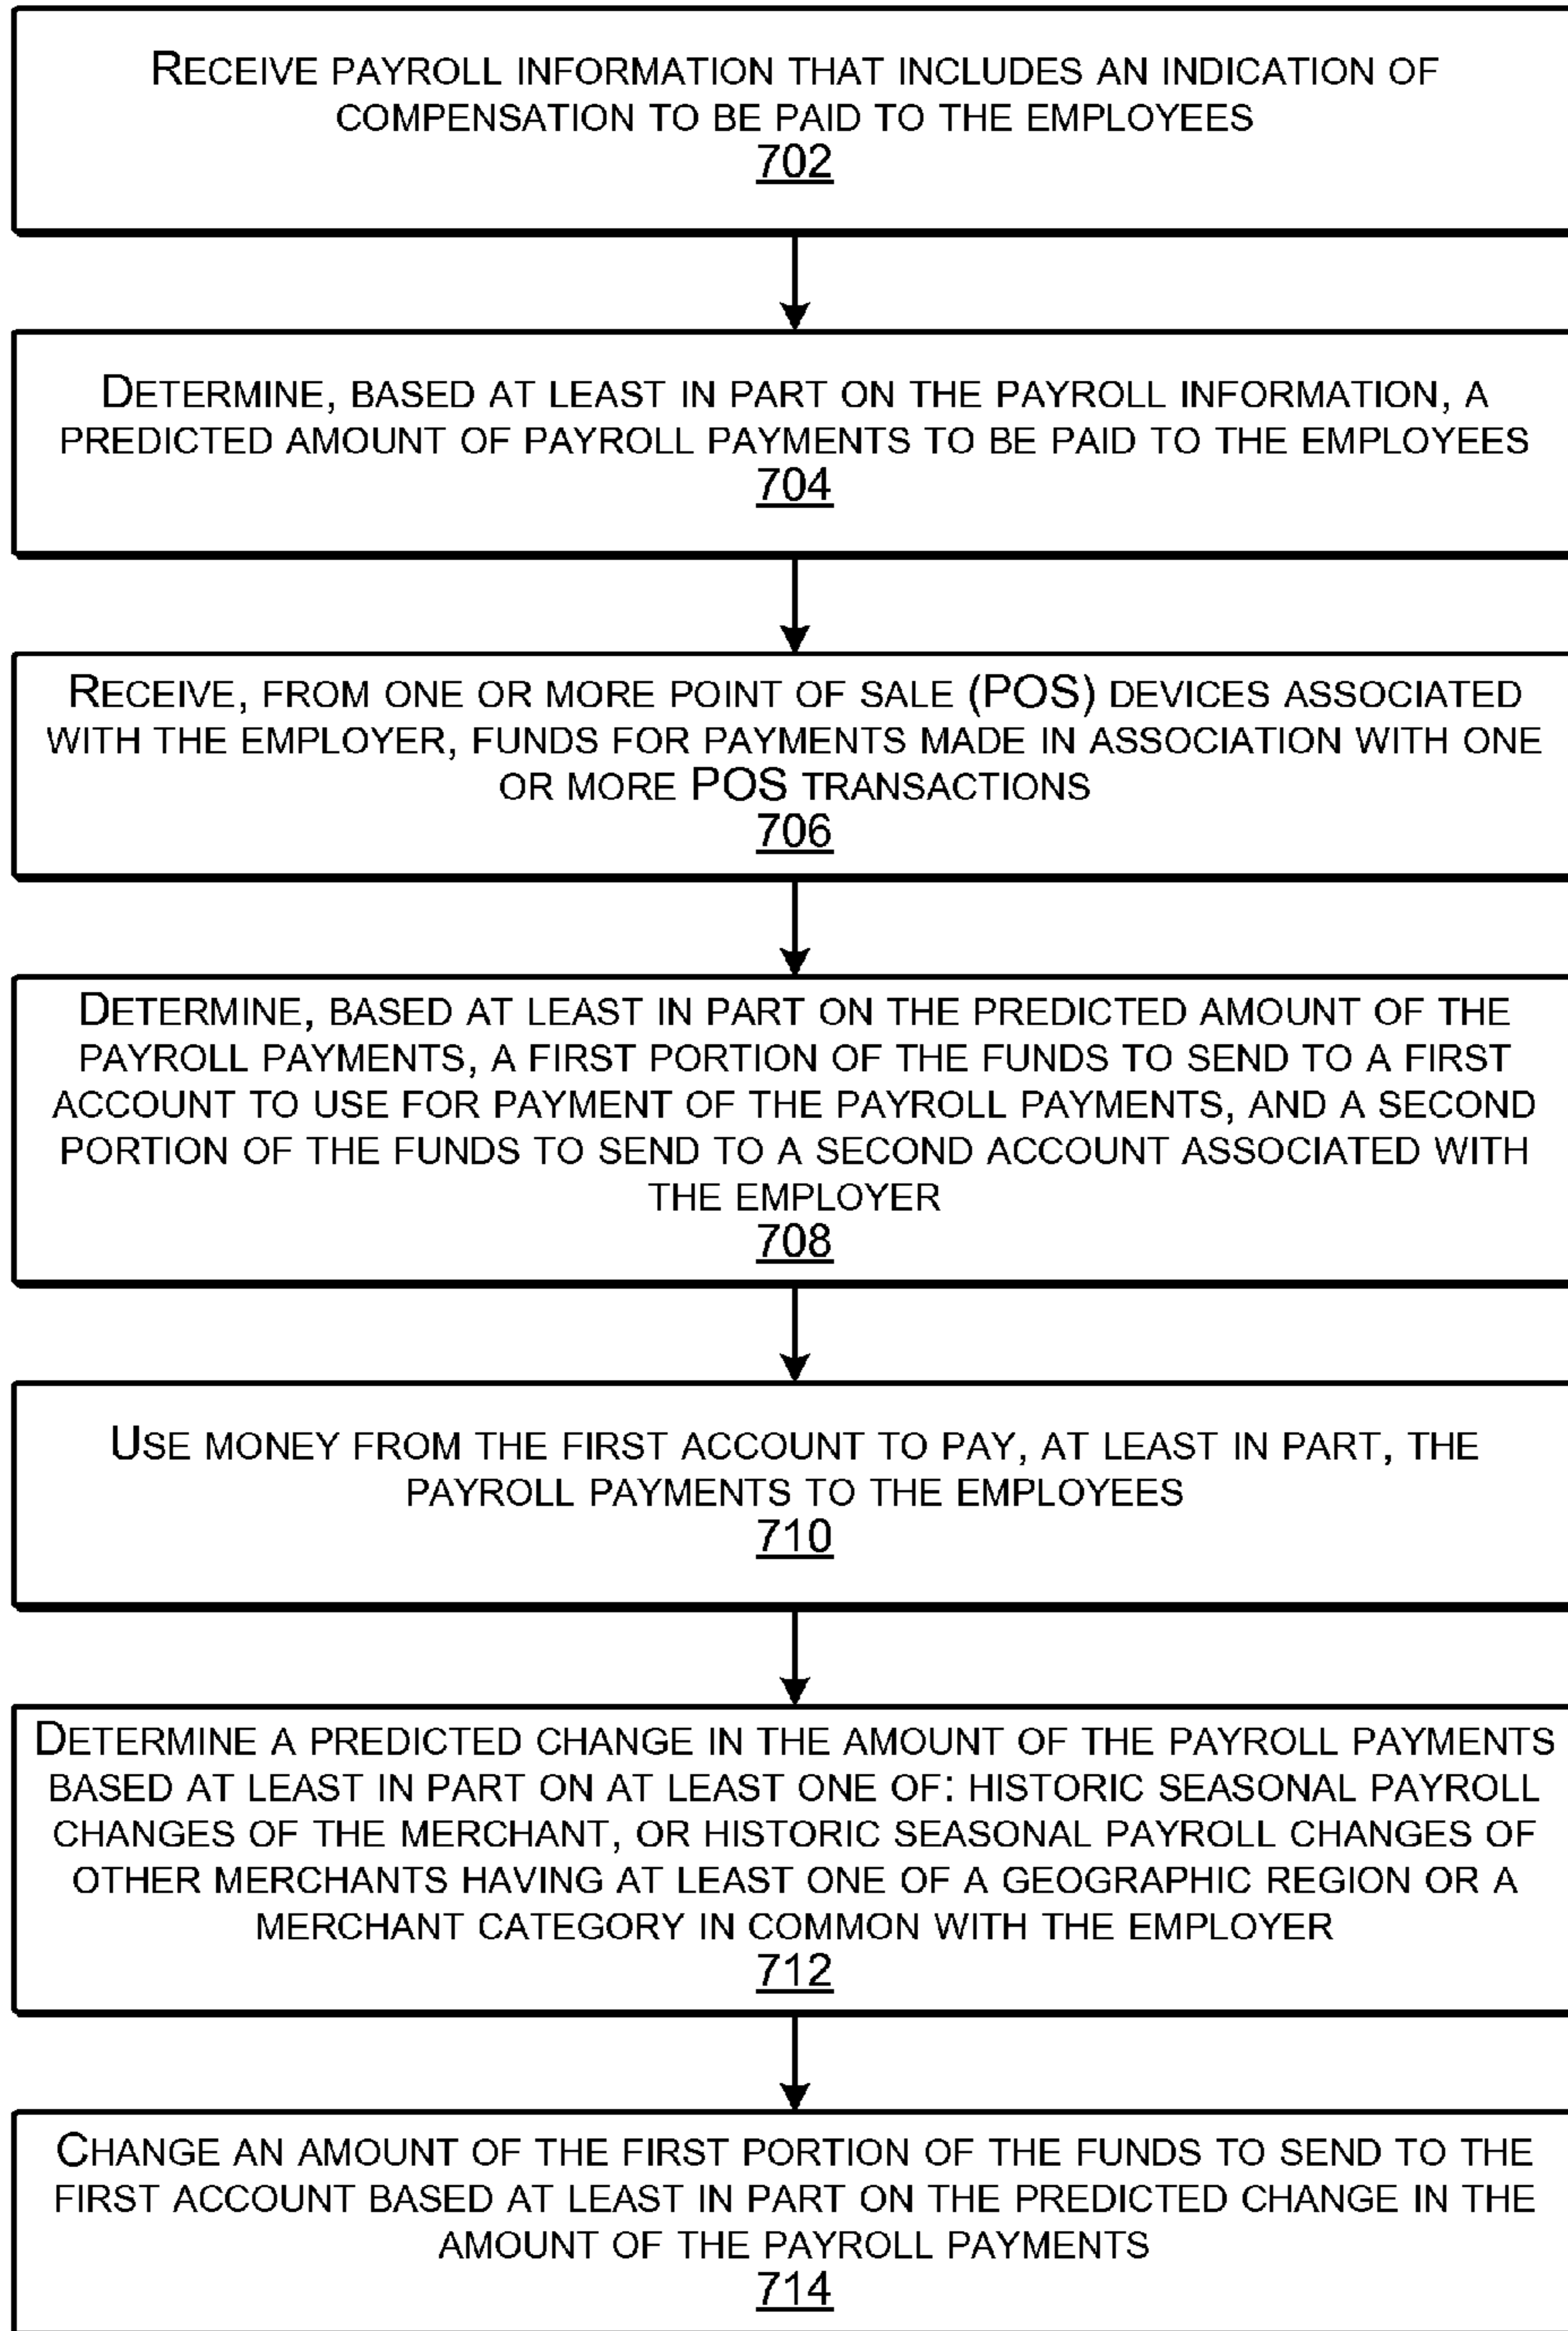 RECEIVE PAYROLL INFORMATION THAT INCLUDES AN INDICATION OF
COMPENSATION TO BE PAID TO THE EMPLOYEES
702
DETERMINE, BASED AT LEAST IN PART ON THE PAYROLL INFORMATION, A
PREDICTED AMOUNT OF PAYROLL PAYMENTS TO BE PAID TO THE EMPLOYEES
704
RECEIVE, FROM ONE OR MORE POINT OF SALE (POS) DEVICES ASSOCIATED
WITH THE EMPLOYER, FUNDS FOR PAYMENTS MADE IN ASSOCIATION WITH ONE
OR MORE POS TRANSACTIONS
706
DETERMINE, BASED AT LEAST IN PART ON THE PREDICTED AMOUNT OF THE
PAYROLL PAYMENTS, A FIRST PORTION OF THE FUNDS TO SEND TO A FIRST
ACCOUNT TO USE FOR PAYMENT OF THE PAYROLL PAYMENTS, AND A SECOND
PORTION OF THE FUNDS TO SEND TO A SECOND ACCOUNT ASSOCIATED WITH
THE EMPLOYER
708
USE MONEY FROM THE FIRST ACCOUNT TO PAY, AT LEAST IN PART, THE
PAYROLL PAYMENTS TO THE EMPLOYEES
710
DETERMINE A PREDICTED CHANGE IN THE AMOUNT OF THE PAYROLL PAYMENTS
BASED AT LEAST IN PART ON AT LEAST ONE OF: HISTORIC SEASONAL PAYROLL
CHANGES OF THE MERCHANT, OR HISTORIC SEASONAL PAYROLL CHANGES OF
OTHER MERCHANTS HAVING AT LEAST ONE OF A GEOGRAPHIC REGION OR A
MERCHANT CATEGORY IN COMMON WITH THE EMPLOYER
712
CHANGE AN AMOUNT OF THE FIRST PORTION OF THE FUNDS TO SEND TO THE
FIRST ACCOUNT BASED AT LEAST IN PART ON THE PREDICTED CHANGE IN THE
AMOUNT OF THE PAYROLL PAYMENTS
714